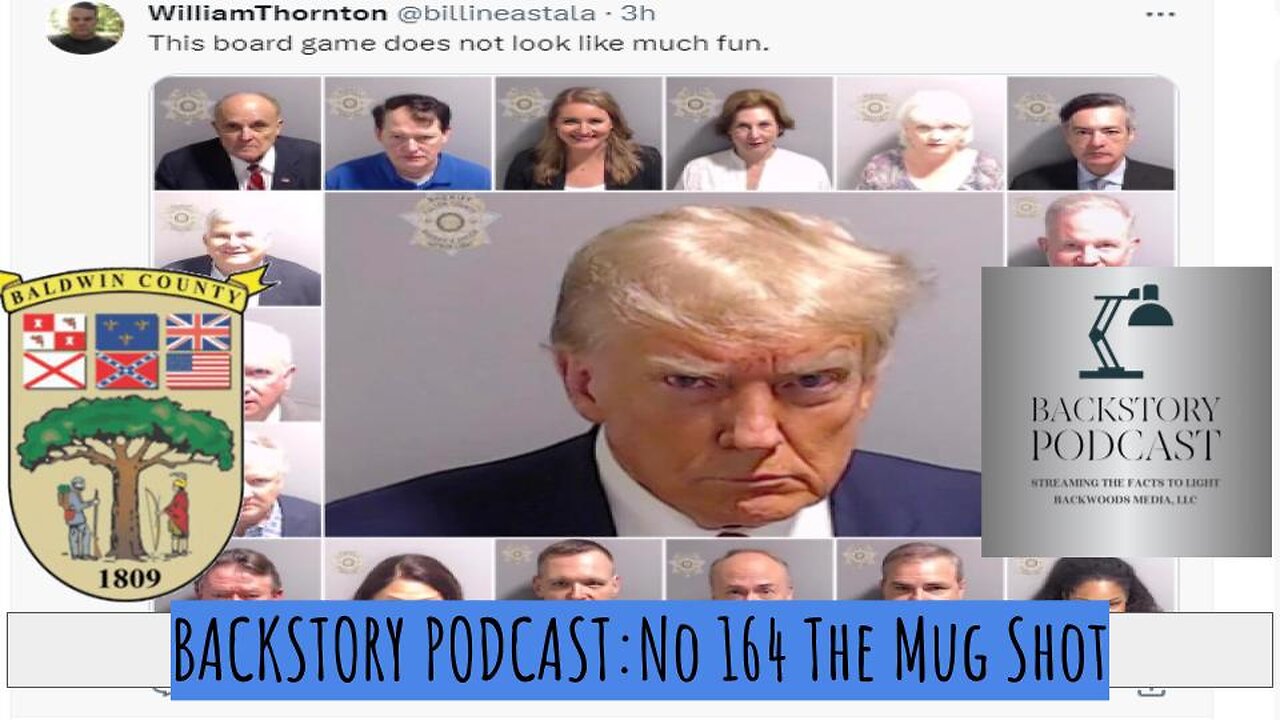 WilliamThornton @billineastala · 3h
This board game does not look like much fun.
BALDWIN COUNTY
1809
BACKSTORY
PODCAST
STREAMING THE FACTS TO LIGHT
BACKWOODS MEDIA, LLC
BACKSTORY PODCAST: No 164 The Mug Shot